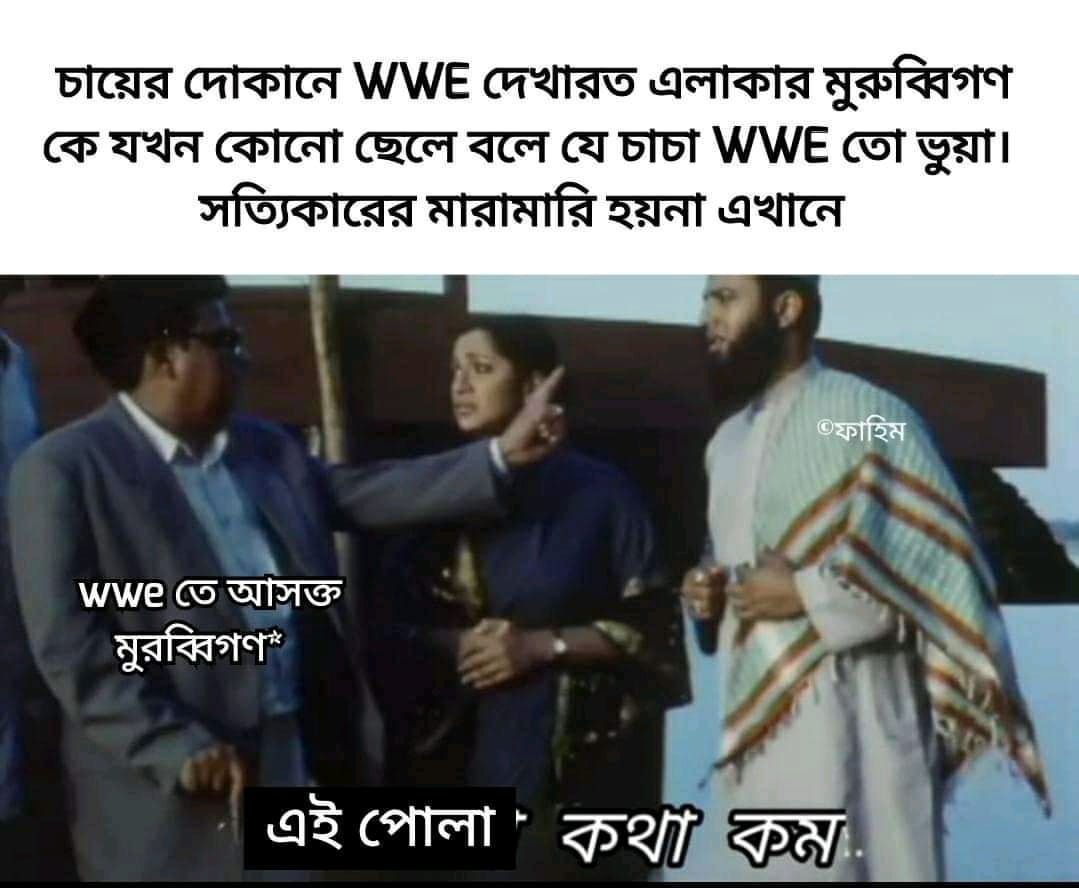 চায়ের দোকানে WWE দেখারত এলাকার মুরুব্বিগণ
কে যখন কোনো ছেলে বলে যে চাচা WWE তো ভুয়া।
সত্যিকারের মারামারি হয়না এখানে
©ফাহিম
wwe তে আসক্ত
মুরব্বিগণ*
এই পোলা কথা কম..